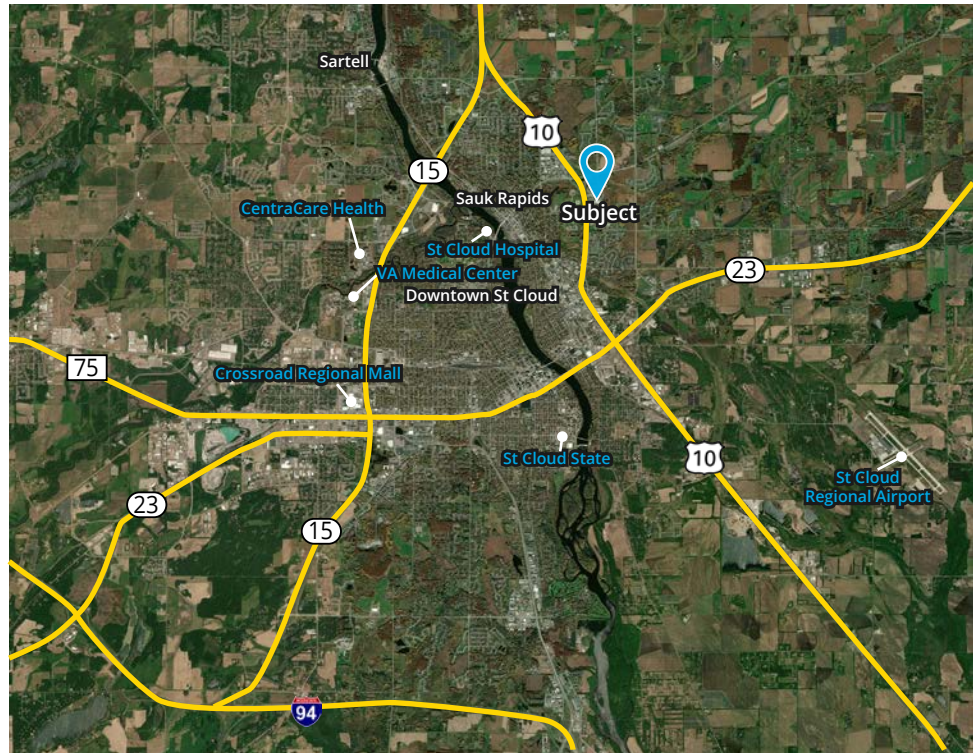 Sartell
10
15
Sauk Rapids
CentraCare Health
Subject
St Cloud Hospital
VA Medical Center
23
Downtown St Cloud
75
Crossroad Regional Mall
St Cloud State
10
St Cloud
Regional Airport
23
15
94